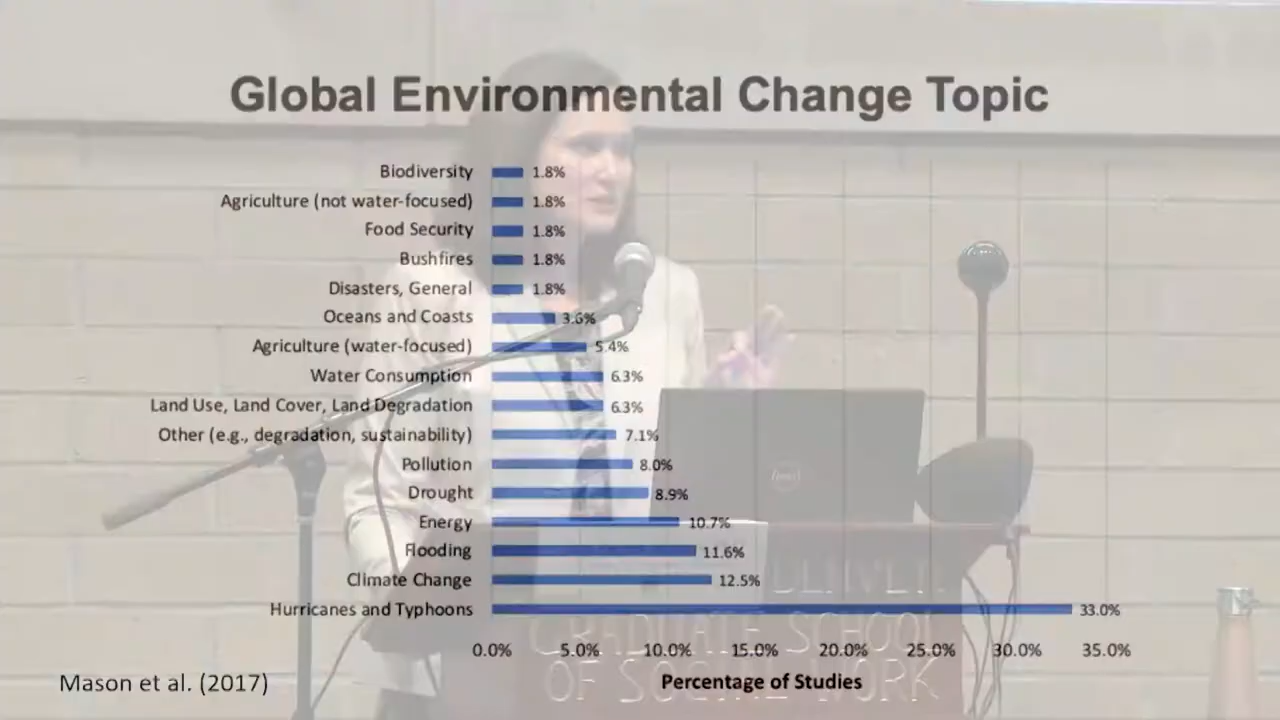 Global Environmental Change Topic
Biodiversity 1.8%
Agriculture (not water-focused) 1.8%
Food Security 1.8%
Bushfires 1.8%
Disasters, General 1.8%
Oceans and Coasts 3.6%
Agriculture (water-focused) 5.4%
Water Consumption 6.3%
Land Use, Land Cover, Land Degradation 6.3%
Other (e.g., degradation, sustainability) 7.1%
Pollution 8.0%
Drought 8.9%
Energy 10.7%
Flooding 11.6%
Climate Change 12.5%
Hurricanes and Typhoons 33.0%
0.0% 5.0% 10.0% 15.0% 20.0% 25.0% 30.0% 35.0%
Percentage of Studies
Mason et al. (2017)
GRADUATE SCHOOL
OF SOCIAL WORK